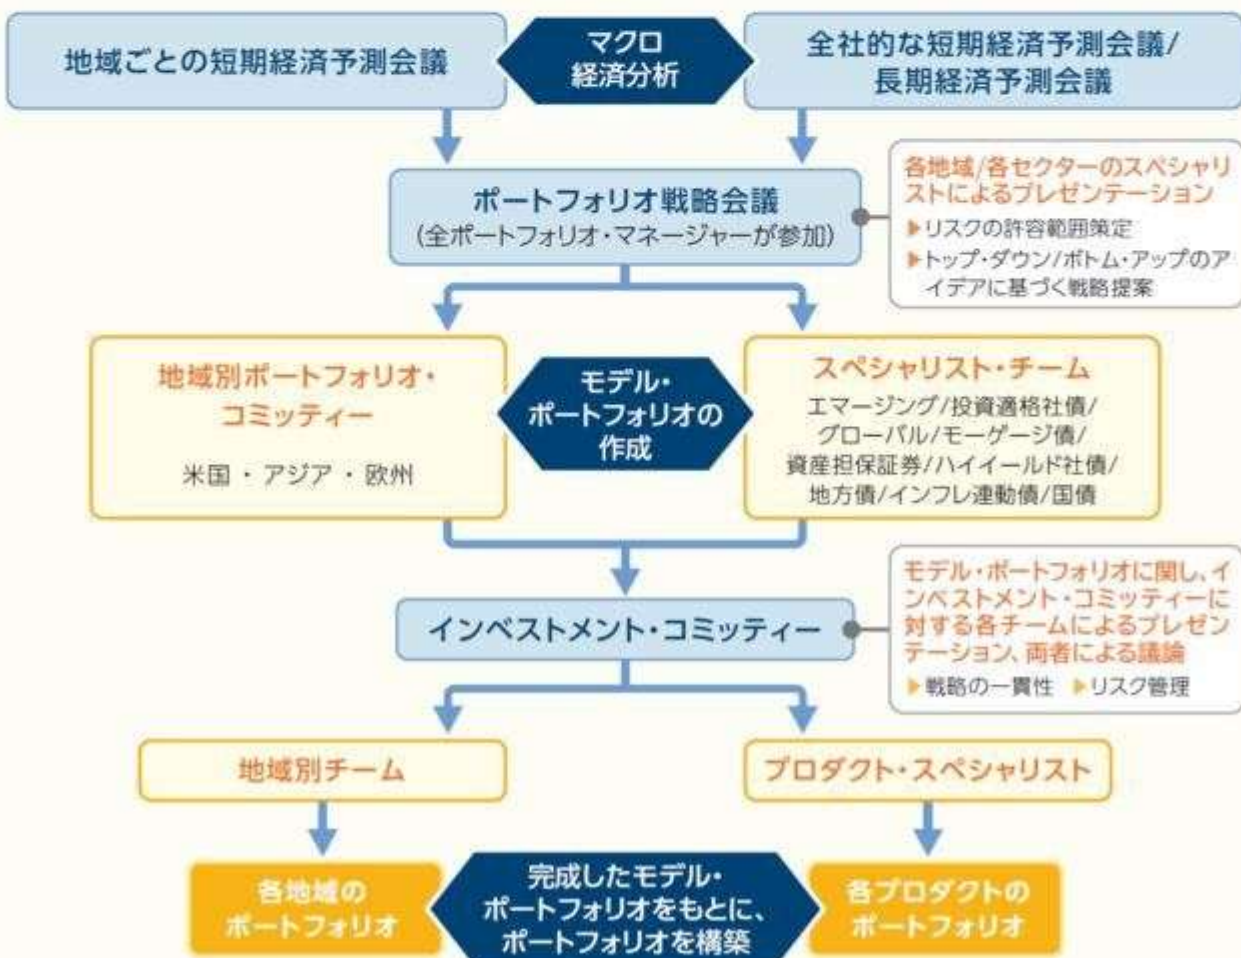 地域ごとの短期経済予測会議
マクロ
経済分析
全社的な短期経済予測会議/
長期経済予測会議
ポートフォリオ戦略会議
(全ポートフォリオ・マネージャーが参加)
各地域/各セクターのスペシャリ
ストによるプレゼンテーション
▶リスクの許容範囲策定
▶トップ・ダウン/ボトム・アップのア
イデアに基づく戦略提案
地域別ポートフォリオ・
コミッティー
米国・アジア・欧州
モデル・
ポートフォリオの
作成
スペシャリスト・チーム
エマージング/投資適格社債/
グローバル/モーゲージ債/
資産担保証券/ハイイールド社債/
地方債/インフレ連動債/国債
インベストメント・コミッティー
モデル・ポートフォリオに関し、イ
ンベストメント・コミッティーに
対する各チームによるプレゼン
テーション、両者による議論
▶戦略の一貫性 ▶リスク管理
地域別チーム
プロダクト・スペシャリスト
各地域の
ポートフォリオ
完成したモデル・
ポートフォリオをもとに、
ポートフォリオを構築
各プロダクトの
ポートフォリオ